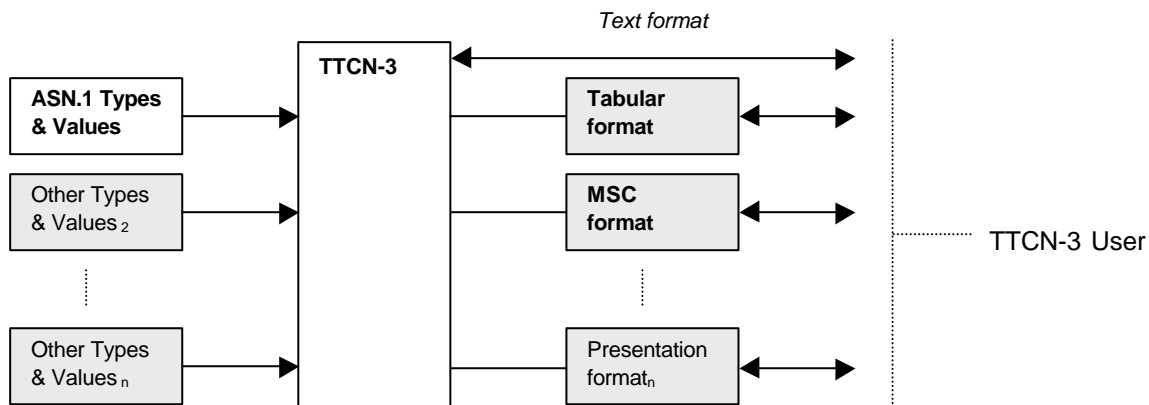 Text format
TTCN-3
ASN.1 Types
& Values
Tabular
format
Other Types
& Values 2
MSC
format
TTCN-3 User
Other Types
& Values n
Presentation
formatn